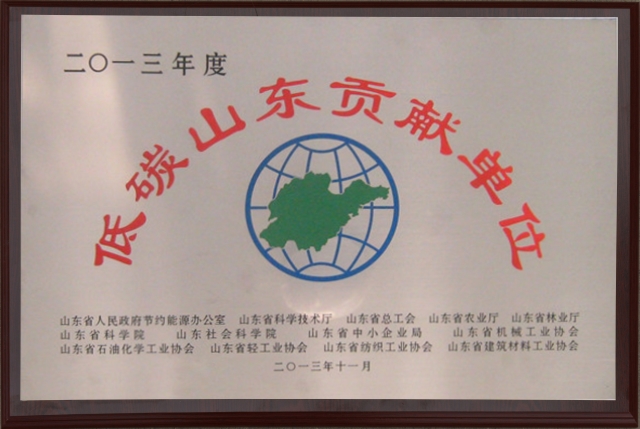 二〇一三年度
低碳山东贡献单位
山东省人民政府节约能源办公室 山东省科学技术厅 山东省总工会 山东省农业厅 山东省林业厅
山东省科学院 山东社会科学院 山东省中小企业局 山东省机械工业协会
山东省石油化学工业协会 山东省轻工业协会 山东省纺织工业协会 山东省建筑材料工业协会
二〇一三年十一月